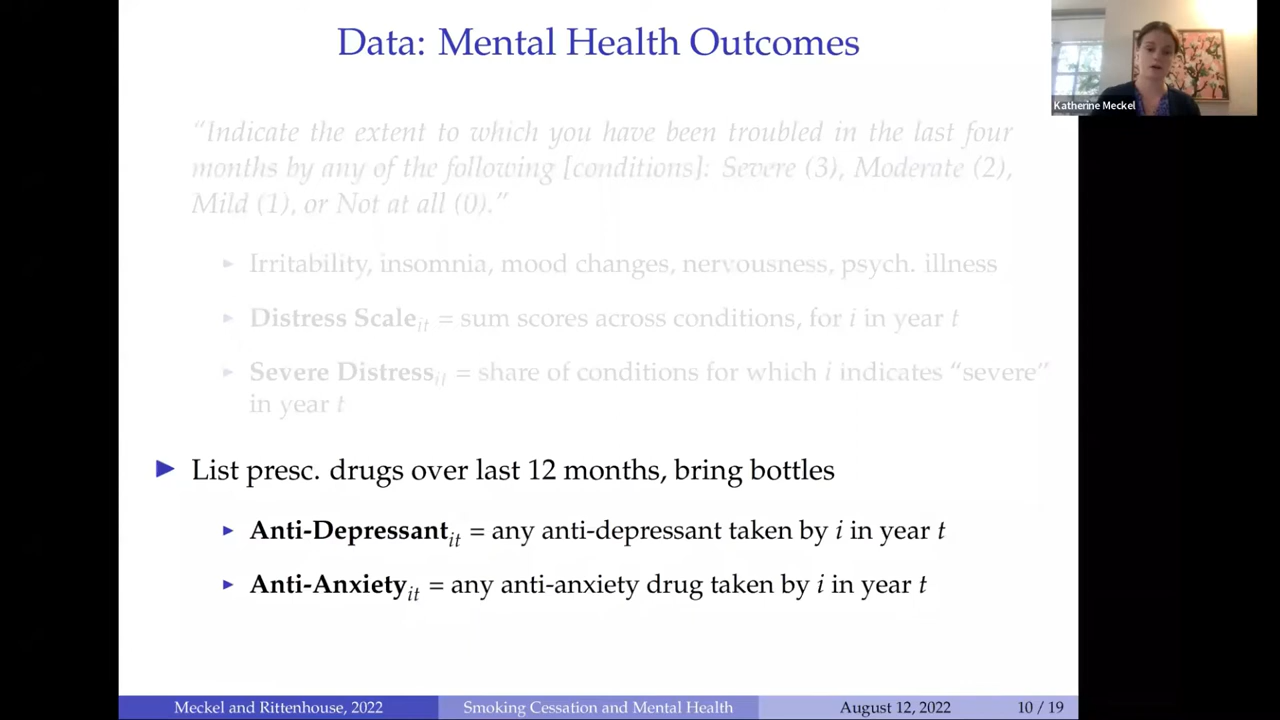 Data: Mental Health Outcomes
Katherine Meckel
“Indicate the extent to which you have been troubled in the last four
months by any of the following [conditions]: Severe (3), Moderate (2),
Mild (1), or Not at all (0).”
▶ Irritability, insomnia, mood changes, nervousness, psych. illness
▶ Distress Scale_it = sum scores across conditions, for i in year t
▶ Severe Distress_it = share of conditions for which i indicates “severe”
in year t
▶ List presc. drugs over last 12 months, bring bottles
▶ Anti-Depressant_it = any anti-depressant taken by i in year t
▶ Anti-Anxiety_it = any anti-anxiety drug taken by i in year t
Meckel and Rittenhouse, 2022 Smoking Cessation and Mental Health August 12, 2022 10 / 19